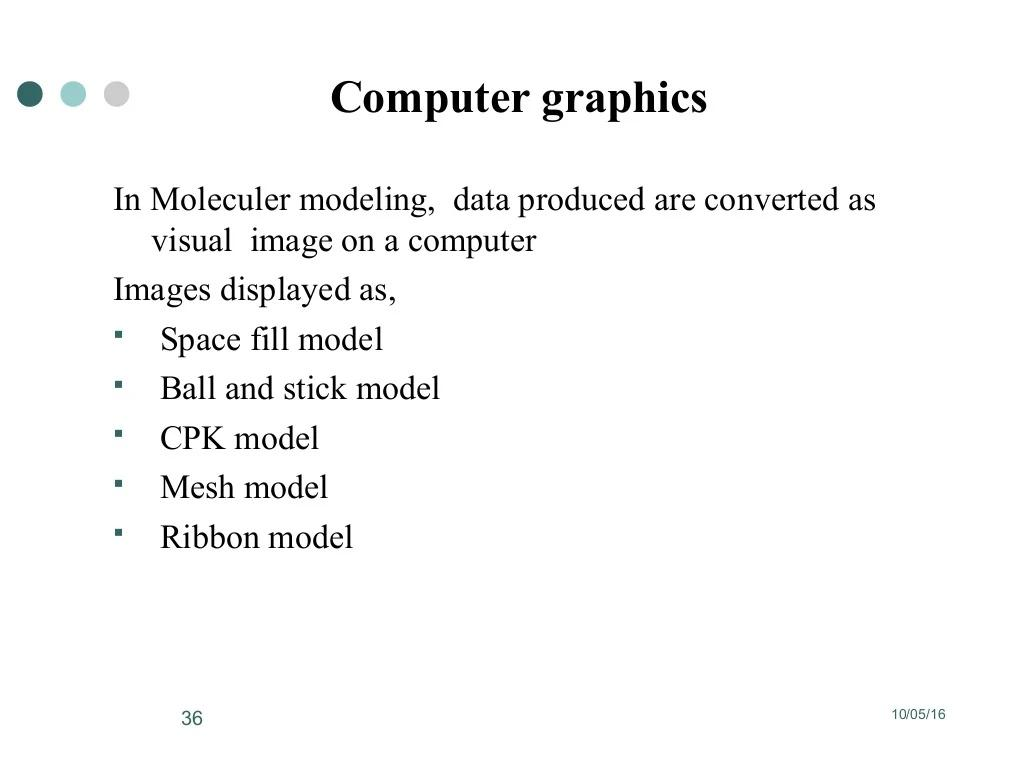 Computer graphics
In Moleculer modeling, data produced are converted as
visual image on a computer
Images displayed as,
▪ Space fill model
▪ Ball and stick model
▪ CPK model
▪ Mesh model
▪ Ribbon model
36
10/05/16